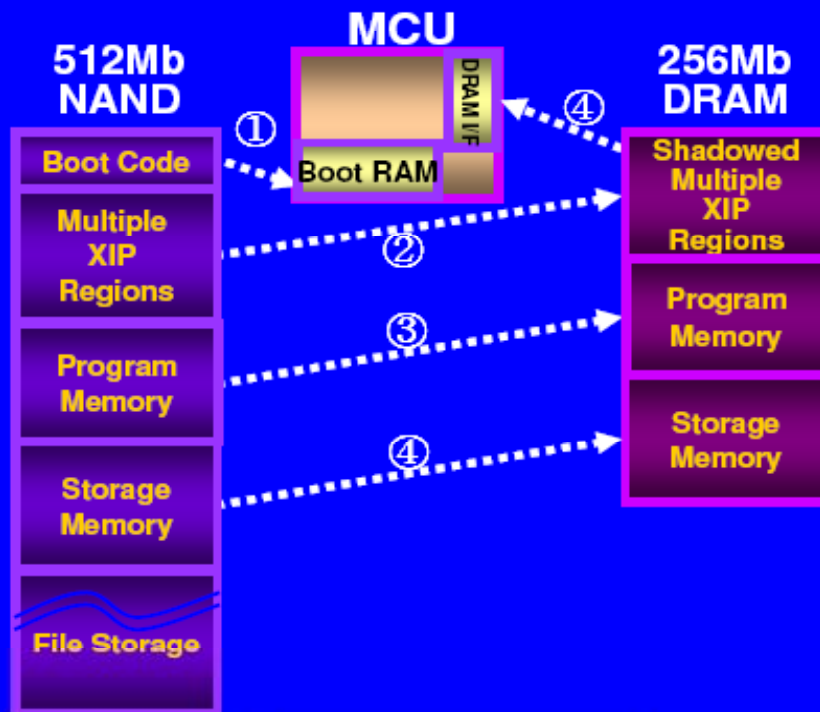 MCU
512Mb
NAND
256Mb
DRAM
DRAM I/F
①
④
Boot Code
Boot RAM
Shadowed
Multiple
XIP
Regions
Multiple
XIP
Regions
②
③
Program
Memory
Program
Memory
④
Storage
Memory
Storage
Memory
File Storage